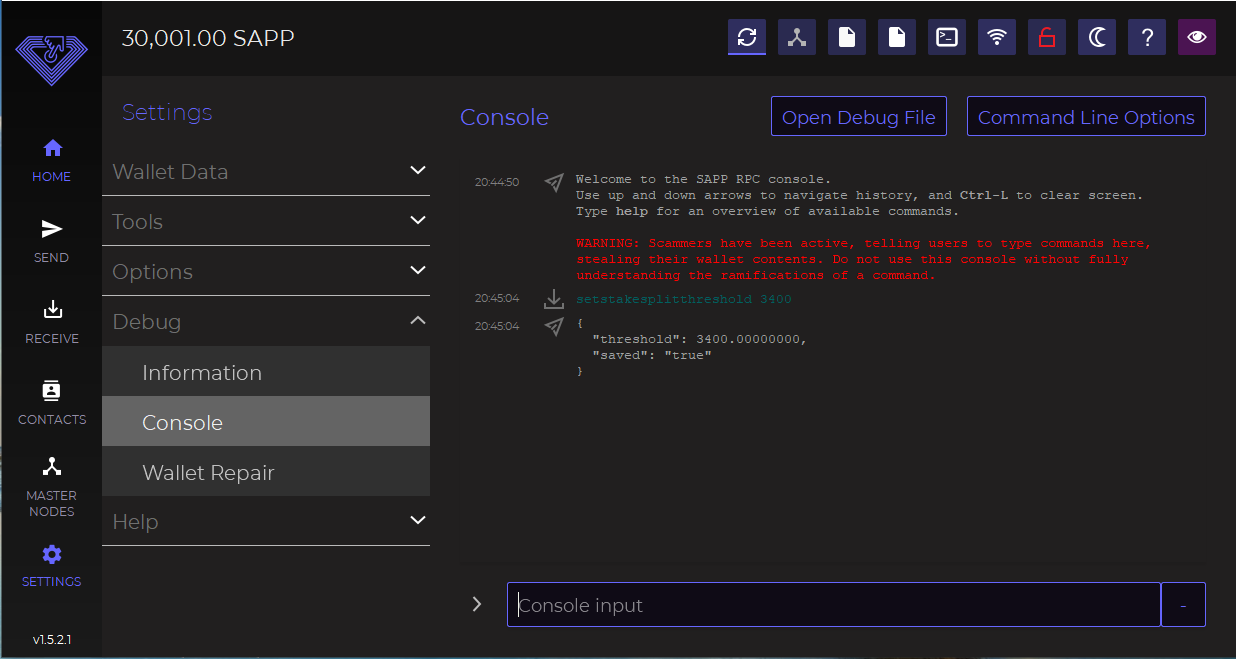 30,001.00 SAPP
?
HOME
SEND
RECEIVE
CONTACTS
MASTER
NODES
SETTINGS
v1.5.2.1
Settings
Wallet Data
Tools
Options
Debug
Information
Console
Wallet Repair
Help
Console
Open Debug File
Command Line Options
20:44:50
Welcome to the SAPP RPC console.
Use up and down arrows to navigate history, and Ctrl-L to clear screen.
Type help for an overview of available commands.
WARNING: Scammers have been active, telling users to type commands here,
stealing their wallet contents. Do not use this console without fully
understanding the ramifications of a command.
20:45:04
setstakesplitthreshold 3400
20:45:04
{
"threshold": 3400.00000000,
"saved": "true"
}
Console input
-